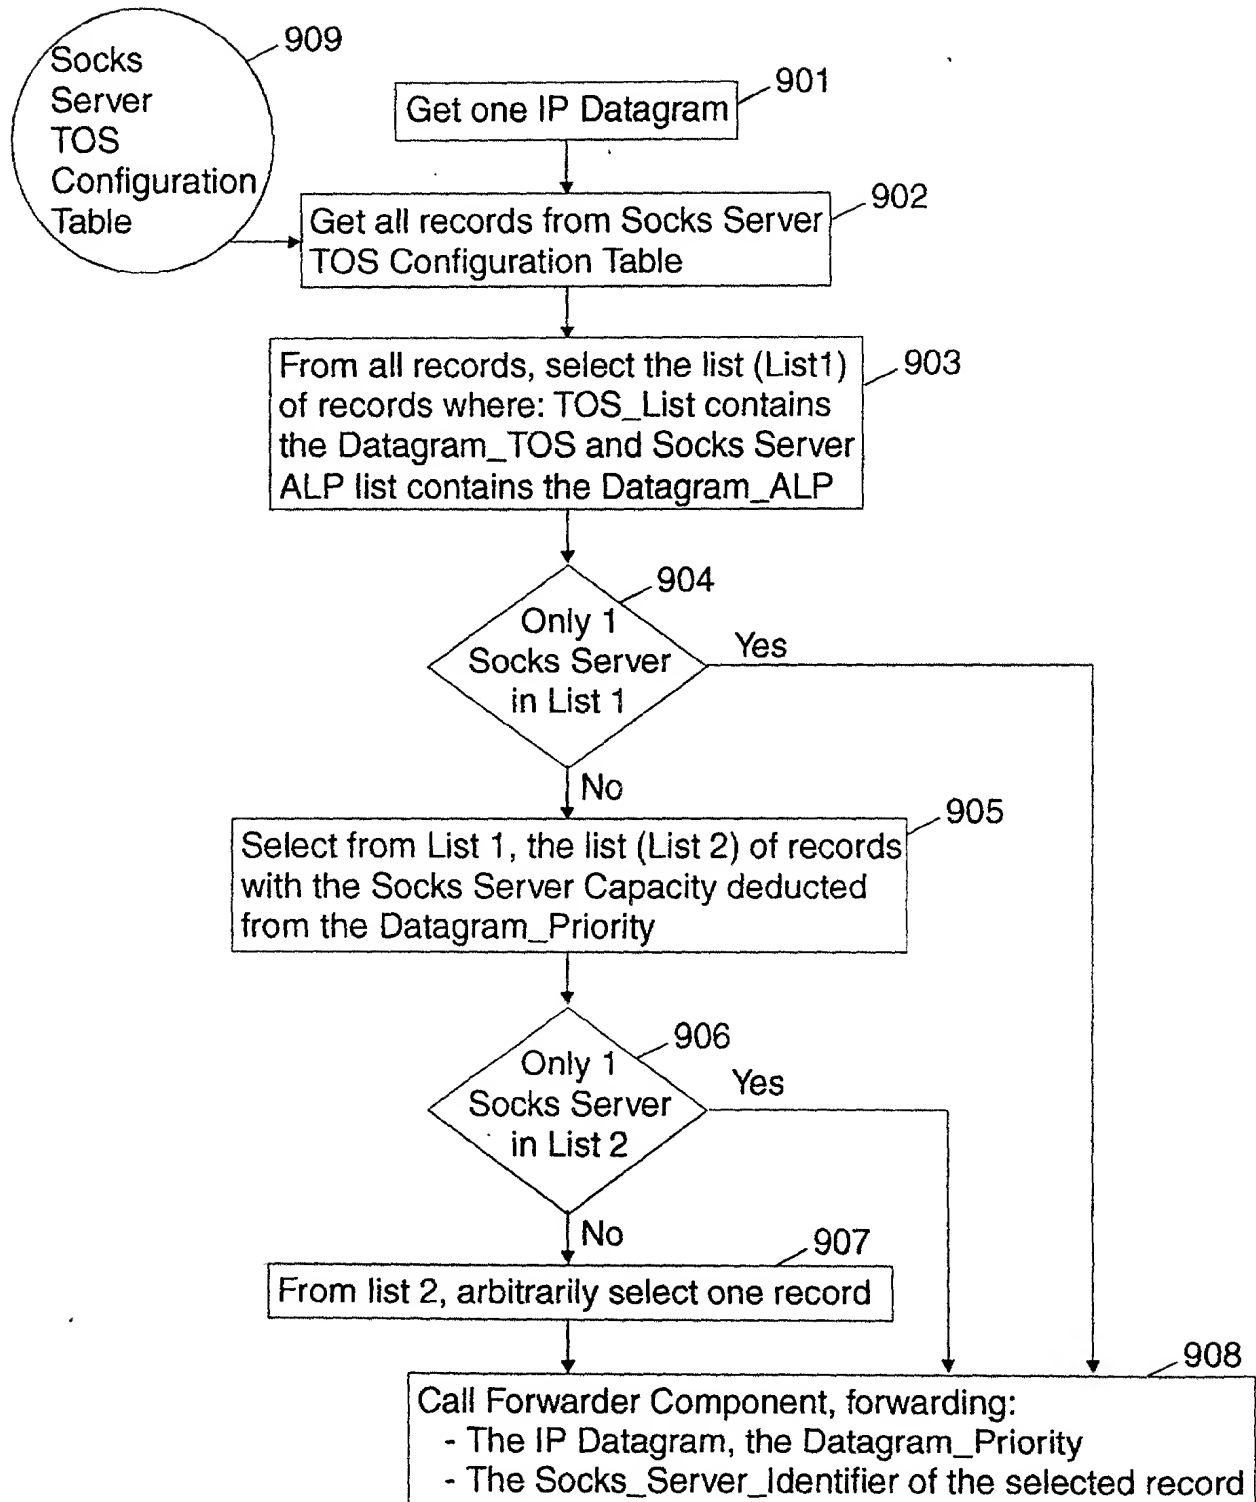 909
Socks
Server
TOS
Configuration
Table
901
Get one IP Datagram
902
Get all records from Socks Server
TOS Configuration Table
903
From all records, select the list (List1)
of records where: TOS_List contains
the Datagram_TOS and Socks Server
ALP list contains the Datagram_ALP
904
Only 1
Socks Server
in List 1
Yes
No
905
Select from List 1, the list (List 2) of records
with the Socks Server Capacity deducted
from the Datagram_Priority
906
Only 1
Socks Server
in List 2
Yes
No
907
From list 2, arbitrarily select one record
908
Call Forwarder Component, forwarding:
- The IP Datagram, the Datagram_Priority
- The Socks_Server_Identifier of the selected record